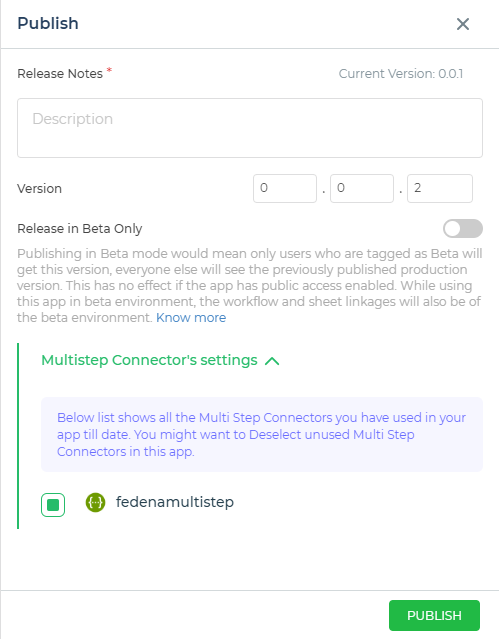 Publish
Release Notes *
Current Version: 0.0.1
Description
Version
0 . 0 . 2
Release in Beta Only
Publishing in Beta mode would mean only users who are tagged as Beta will
get this version, everyone else will see the previously published production
version. This has no effect if the app has public access enabled. While using
this app in beta environment, the workflow and sheet linkages will also be of
the beta environment. Know more
Multistep Connector's settings
Below list shows all the Multi Step Connectors you have used in your
app till date. You might want to Deselect unused Multi Step
Connectors in this app.
fedenamultistep
PUBLISH